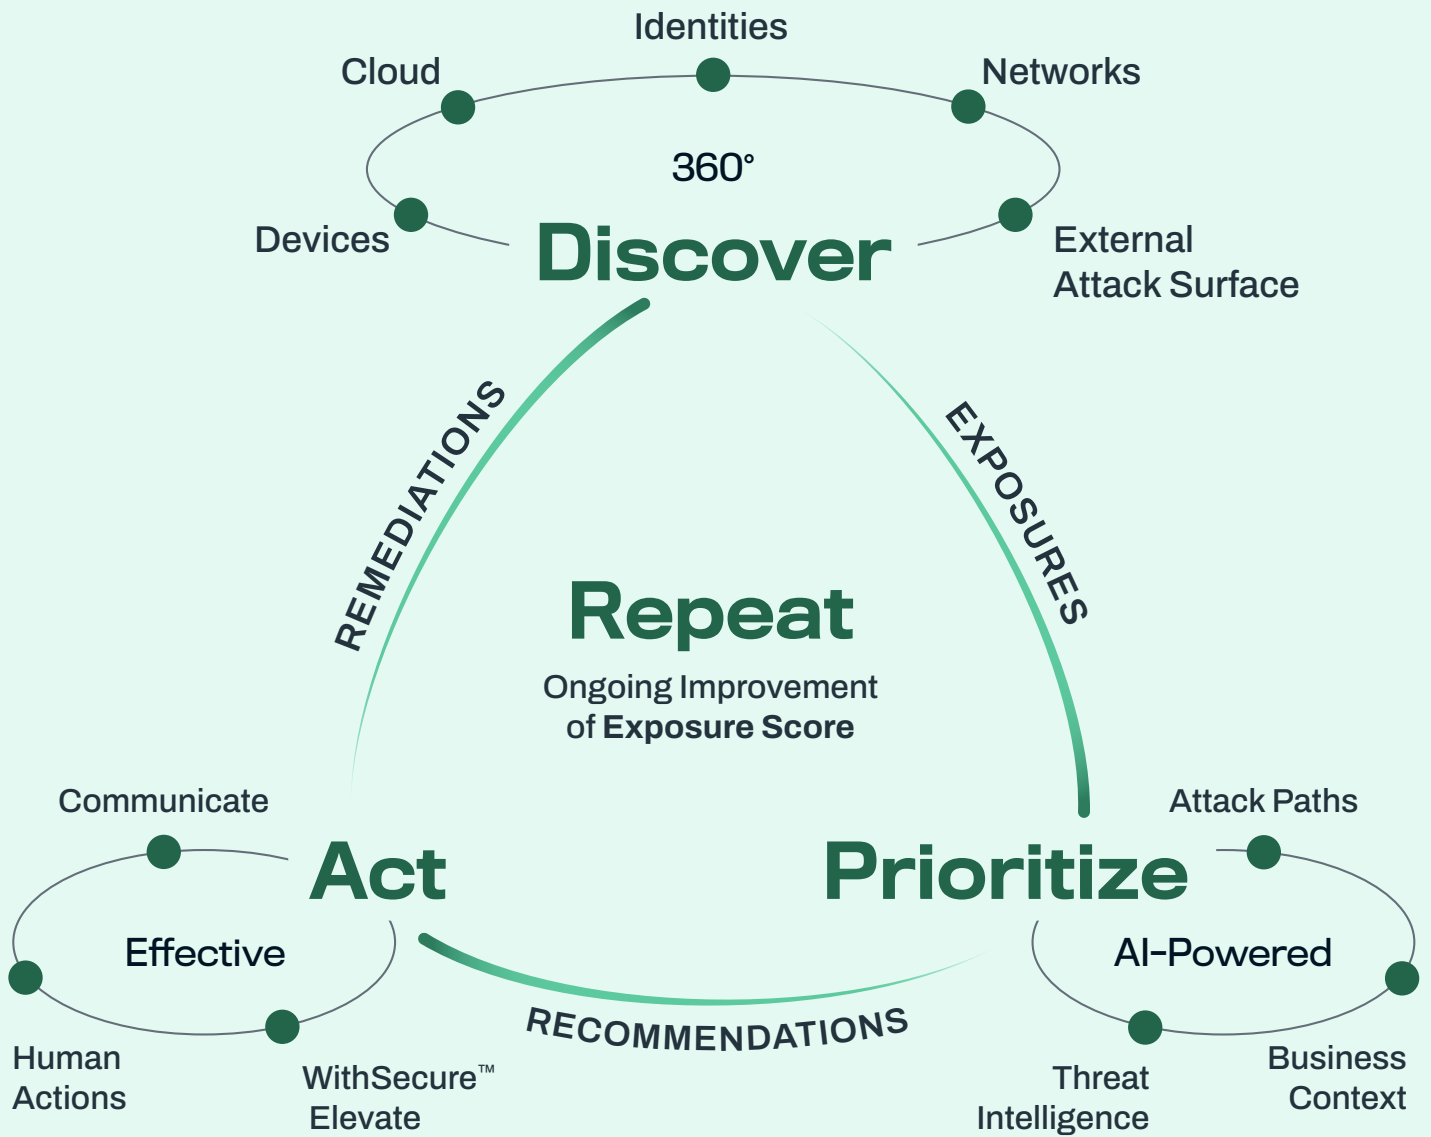 Identities
Cloud
Networks
360°
Devices
Discover
External
Attack Surface
REMEDIATIONS
EXPOSURES
Repeat
Ongoing Improvement
of Exposure Score
Communicate
Attack Paths
Act
Prioritize
Effective
AI-Powered
RECOMMENDATIONS
Human
Actions
WithSecure™
Elevate
Threat
Intelligence
Business
Context